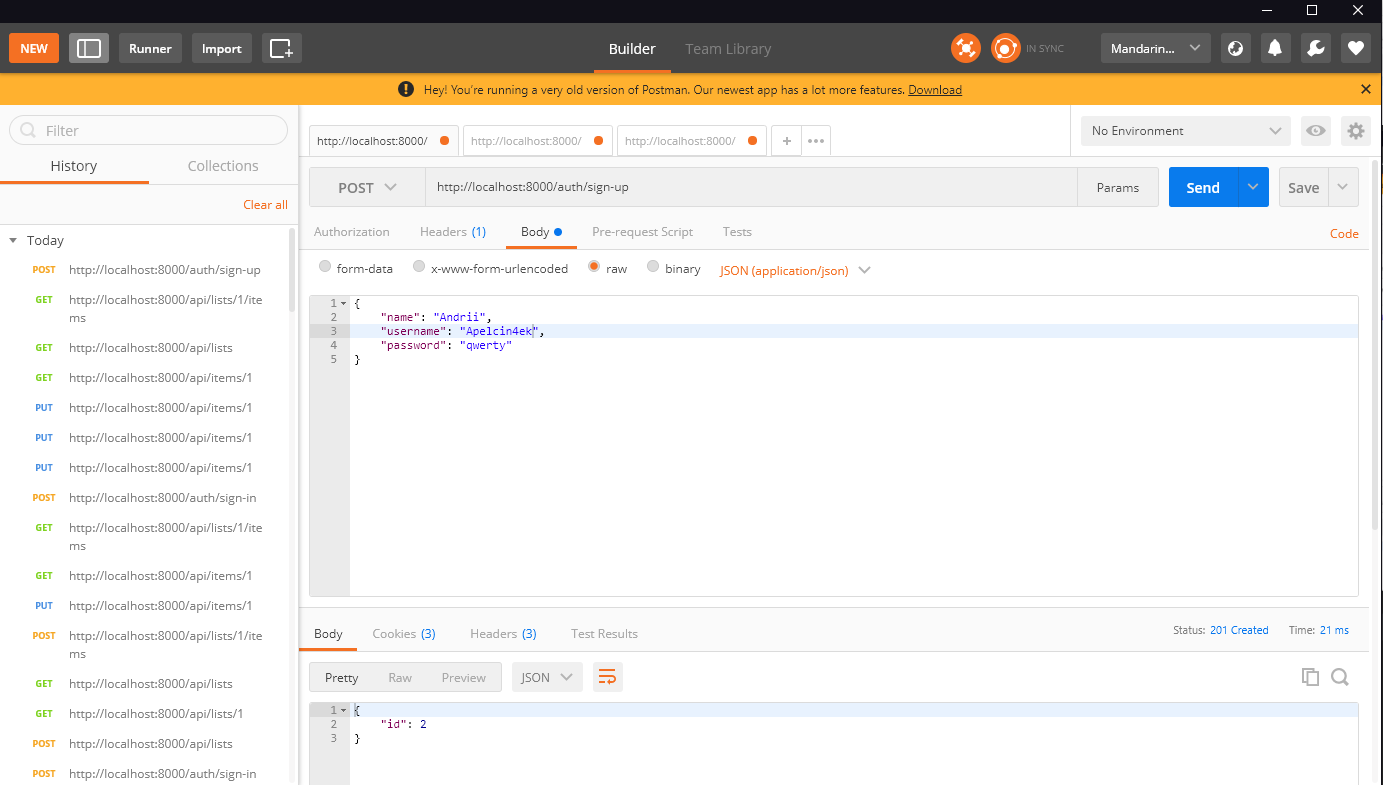 NEW Runner Import Builder Team Library IN SYNC Mandarin...
Hey! You're running a very old version of Postman. Our newest app has a lot more features. Download
Filter
History Collections
Clear all
Today
POST http://localhost:8000/auth/sign-up
GET http://localhost:8000/api/lists/1/ite
ms
GET http://localhost:8000/api/lists
GET http://localhost:8000/api/items/1
PUT http://localhost:8000/api/items/1
PUT http://localhost:8000/api/items/1
PUT http://localhost:8000/api/items/1
POST http://localhost:8000/auth/sign-in
GET http://localhost:8000/api/lists/1/ite
ms
GET http://localhost:8000/api/items/1
PUT http://localhost:8000/api/items/1
POST http://localhost:8000/api/lists/1/ite
ms
GET http://localhost:8000/api/lists
GET http://localhost:8000/api/lists/1
POST http://localhost:8000/api/lists
POST http://localhost:8000/auth/sign-in
http://localhost:8000/ http://localhost:8000/ http://localhost:8000/ + •••
No Environment
POST http://localhost:8000/auth/sign-up Params Send Save
Authorization Headers (1) Body Pre-request Script Tests Code
form-data x-www-form-urlencoded raw binary JSON (application/json)
1 {
2 "name": "Andrii",
3 "username": "Apelcin4ek",
4 "password": "qwerty"
5 }
Body Cookies (3) Headers (3) Test Results Status: 201 Created Time: 21 ms
Pretty Raw Preview JSON
1 {
2 "id": 2
3 }